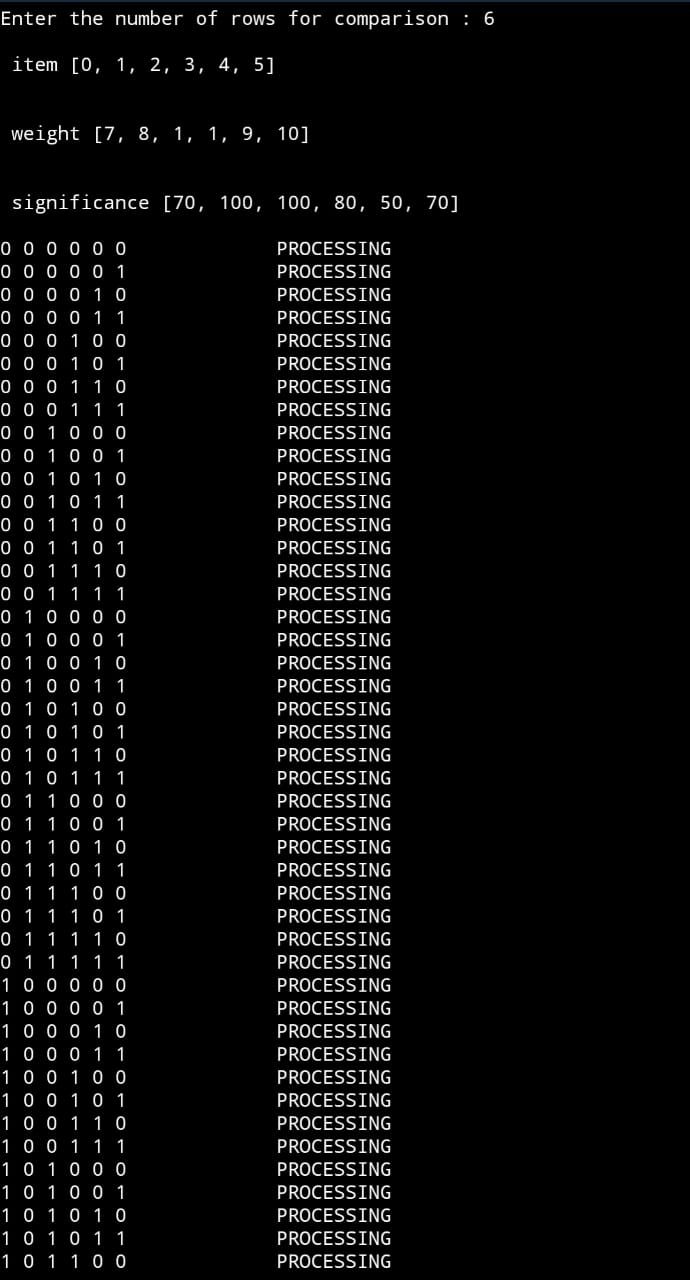 Enter the number of rows for comparison : 6
item [0, 1, 2, 3, 4, 5]
weight [7, 8, 1, 1, 9, 10]
significance [70, 100, 100, 80, 50, 70]
0 0 0 0 0 0 PROCESSING
0 0 0 0 0 1 PROCESSING
0 0 0 0 1 0 PROCESSING
0 0 0 0 1 1 PROCESSING
0 0 0 1 0 0 PROCESSING
0 0 0 1 0 1 PROCESSING
0 0 0 1 1 0 PROCESSING
0 0 0 1 1 1 PROCESSING
0 0 1 0 0 0 PROCESSING
0 0 1 0 0 1 PROCESSING
0 0 1 0 1 0 PROCESSING
0 0 1 0 1 1 PROCESSING
0 0 1 1 0 0 PROCESSING
0 0 1 1 0 1 PROCESSING
0 0 1 1 1 0 PROCESSING
0 0 1 1 1 1 PROCESSING
0 1 0 0 0 0 PROCESSING
0 1 0 0 0 1 PROCESSING
0 1 0 0 1 0 PROCESSING
0 1 0 0 1 1 PROCESSING
0 1 0 1 0 0 PROCESSING
0 1 0 1 0 1 PROCESSING
0 1 0 1 1 0 PROCESSING
0 1 0 1 1 1 PROCESSING
0 1 1 0 0 0 PROCESSING
0 1 1 0 0 1 PROCESSING
0 1 1 0 1 0 PROCESSING
0 1 1 0 1 1 PROCESSING
0 1 1 1 0 0 PROCESSING
0 1 1 1 0 1 PROCESSING
0 1 1 1 1 0 PROCESSING
0 1 1 1 1 1 PROCESSING
1 0 0 0 0 0 PROCESSING
1 0 0 0 0 1 PROCESSING
1 0 0 0 1 0 PROCESSING
1 0 0 0 1 1 PROCESSING
1 0 0 1 0 0 PROCESSING
1 0 0 1 0 1 PROCESSING
1 0 0 1 1 0 PROCESSING
1 0 0 1 1 1 PROCESSING
1 0 1 0 0 0 PROCESSING
1 0 1 0 0 1 PROCESSING
1 0 1 0 1 0 PROCESSING
1 0 1 0 1 1 PROCESSING
1 0 1 1 0 0 PROCESSING